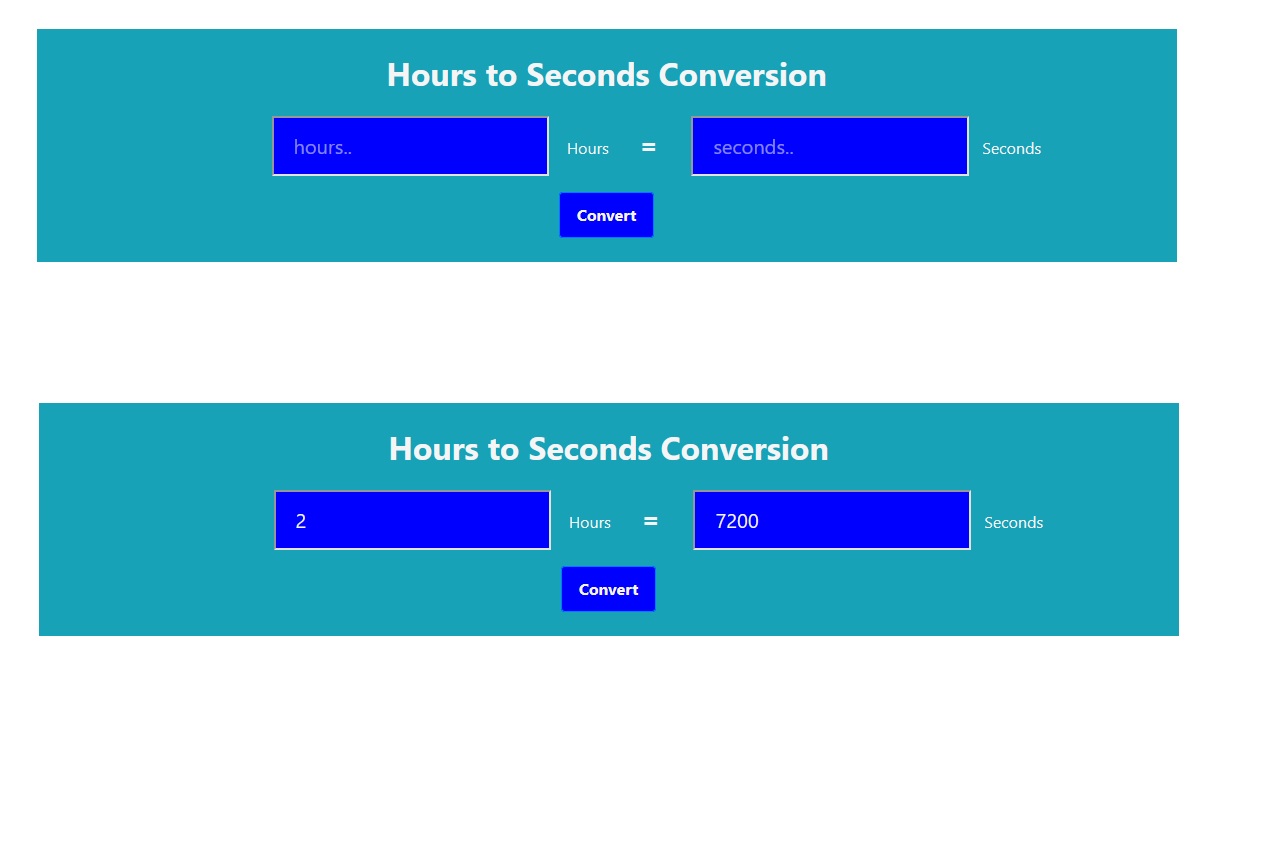 Hours to Seconds Conversion
hours.. Hours = seconds.. Seconds
Convert
Hours to Seconds Conversion
2 Hours = 7200 Seconds
Convert